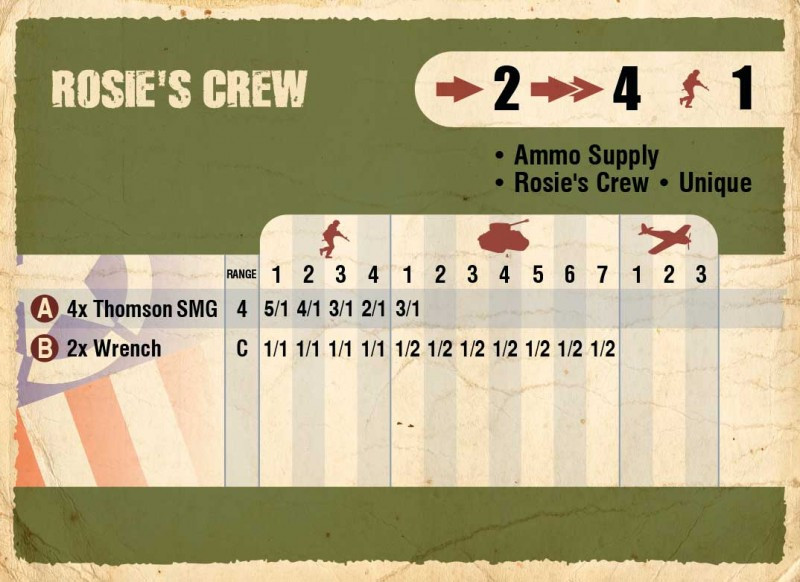 ROSIE'S CREW
2 4 1
• Ammo Supply
• Rosie's Crew • Unique
RANGE 1 2 3 4 1 2 3 4 5 6 7 1 2 3
A 4x Thomson SMG 4 5/1 4/1 3/1 2/1 3/1
B 2x Wrench C 1/1 1/1 1/1 1/1 1/2 1/2 1/2 1/2 1/2 1/2 1/2